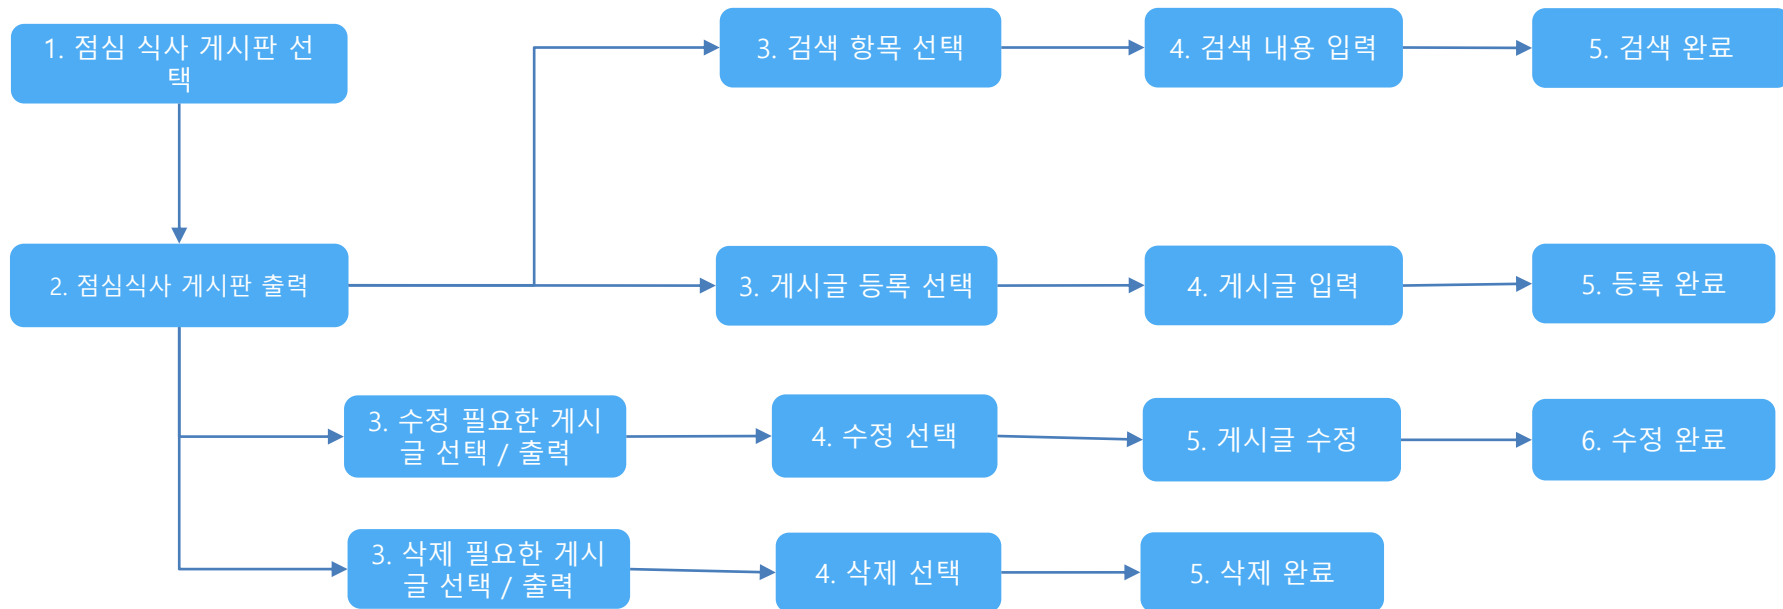 1. 점심 식사 게시판 선
택
3. 검색 항목 선택
4. 검색 내용 입력
5. 검색 완료
2. 점심식사 게시판 출력
3. 게시글 등록 선택
4. 게시글 입력
5. 등록 완료
3. 수정 필요한 게시
글 선택 / 출력
4. 수정 선택
5. 게시글 수정
6. 수정 완료
3. 삭제 필요한 게시
글 선택 / 출력
4. 삭제 선택
5. 삭제 완료